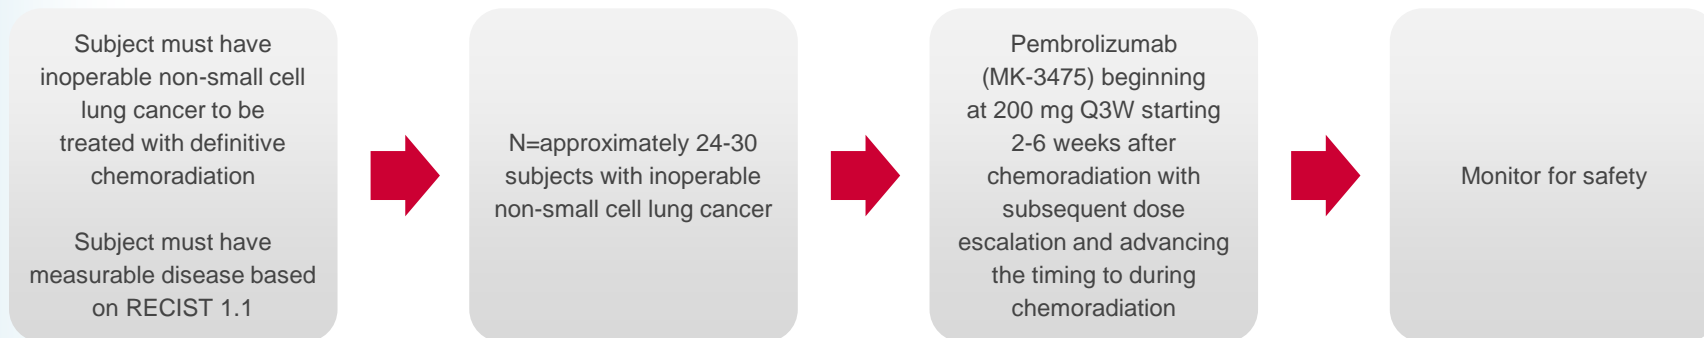 Subject must have
inoperable non-small cell
lung cancer to be
treated with definitive
chemoradiation
Subject must have
measurable disease based
on RECIST 1.1
N=approximately 24-30
subjects with inoperable
non-small cell lung cancer
Pembrolizumab
(MK-3475) beginning
at 200 mg Q3W starting
2-6 weeks after
chemoradiation with
subsequent dose
escalation and advancing
the timing to during
chemoradiation
Monitor for safety